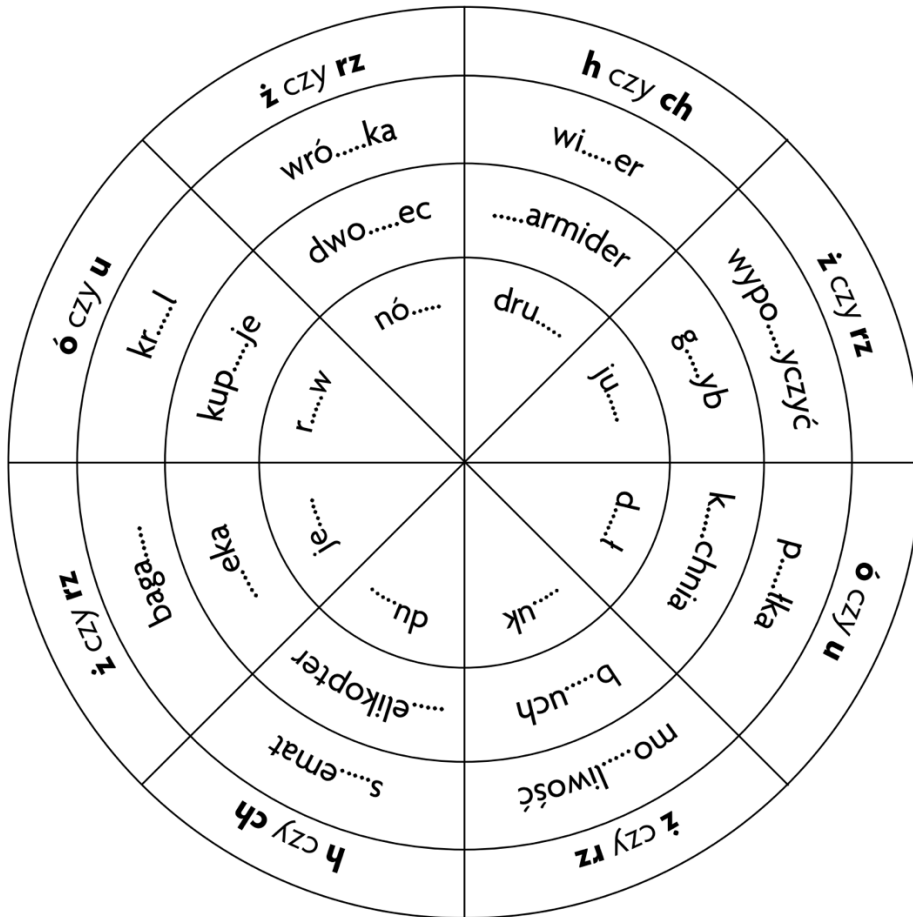 h czy ch
wi.....er
.....armider
dru.....
ż czy rz
wypo.....yczyć
g.....yb
ju.....
ó czy u
p.....łka
k.....chnia
d.....ł
ż czy rz
mo.....liwość
b.....uch
.....uk
h czy ch
s.....emat
.....elikopter
du.....
ż czy rz
baga.....
.....eka
je.....
ó czy u
kr.....l
kup.....je
r.....w
ż czy rz
wró.....ka
dwo.....ec
nó.....